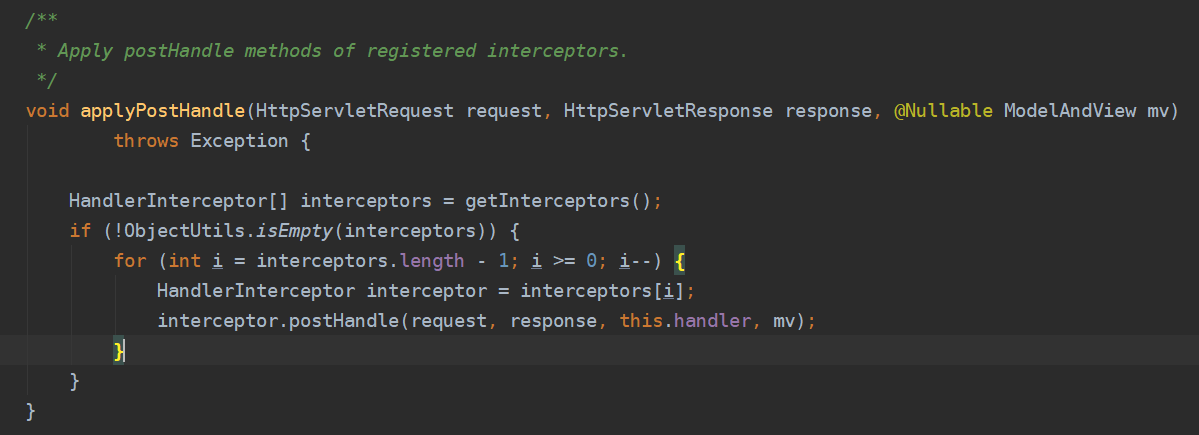 /**
 * Apply postHandle methods of registered interceptors.
 */
void applyPostHandle(HttpServletRequest request, HttpServletResponse response, @Nullable ModelAndView mv)
        throws Exception {

    HandlerInterceptor[] interceptors = getInterceptors();
    if (!ObjectUtils.isEmpty(interceptors)) {
        for (int i = interceptors.length - 1; i >= 0; i--) {
            HandlerInterceptor interceptor = interceptors[i];
            interceptor.postHandle(request, response, this.handler, mv);
        }
    }
}